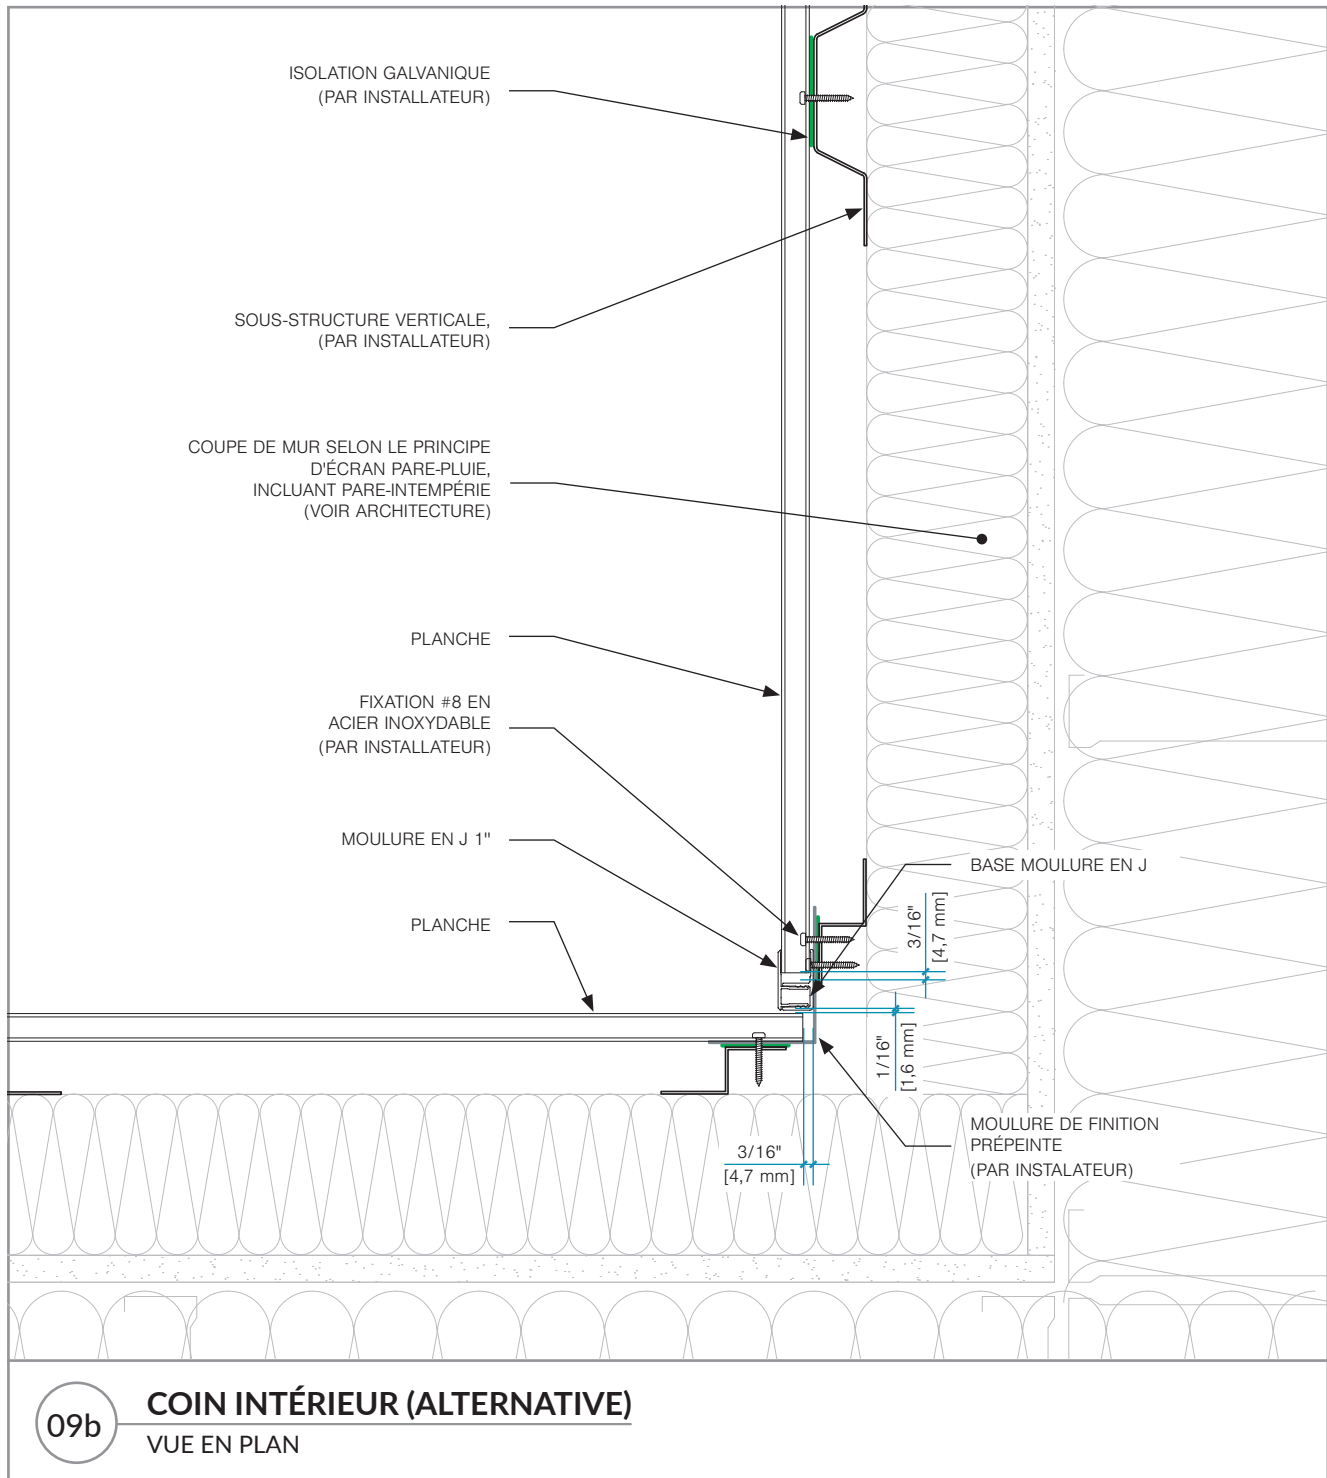 ISOLATION GALVANIQUE
(PAR INSTALLATEUR)
SOUS-STRUCTURE VERTICALE,
(PAR INSTALLATEUR)
COUPE DE MUR SELON LE PRINCIPE
D'ÉCRAN PARE-PLUIE,
INCLUANT PARE-INTEMPÉRIE
(VOIR ARCHITECTURE)
PLANCHE
FIXATION #8 EN
ACIER INOXYDABLE
(PAR INSTALLATEUR)
MOULURE EN J 1"
PLANCHE
BASE MOULURE EN J
3/16"
[4,7 mm]
1/16"
[1,6 mm]
MOULURE DE FINITION
PRÉPEINTE
(PAR INSTALATEUR)
3/16"
[4,7 mm]
09b
COIN INTÉRIEUR (ALTERNATIVE)
VUE EN PLAN